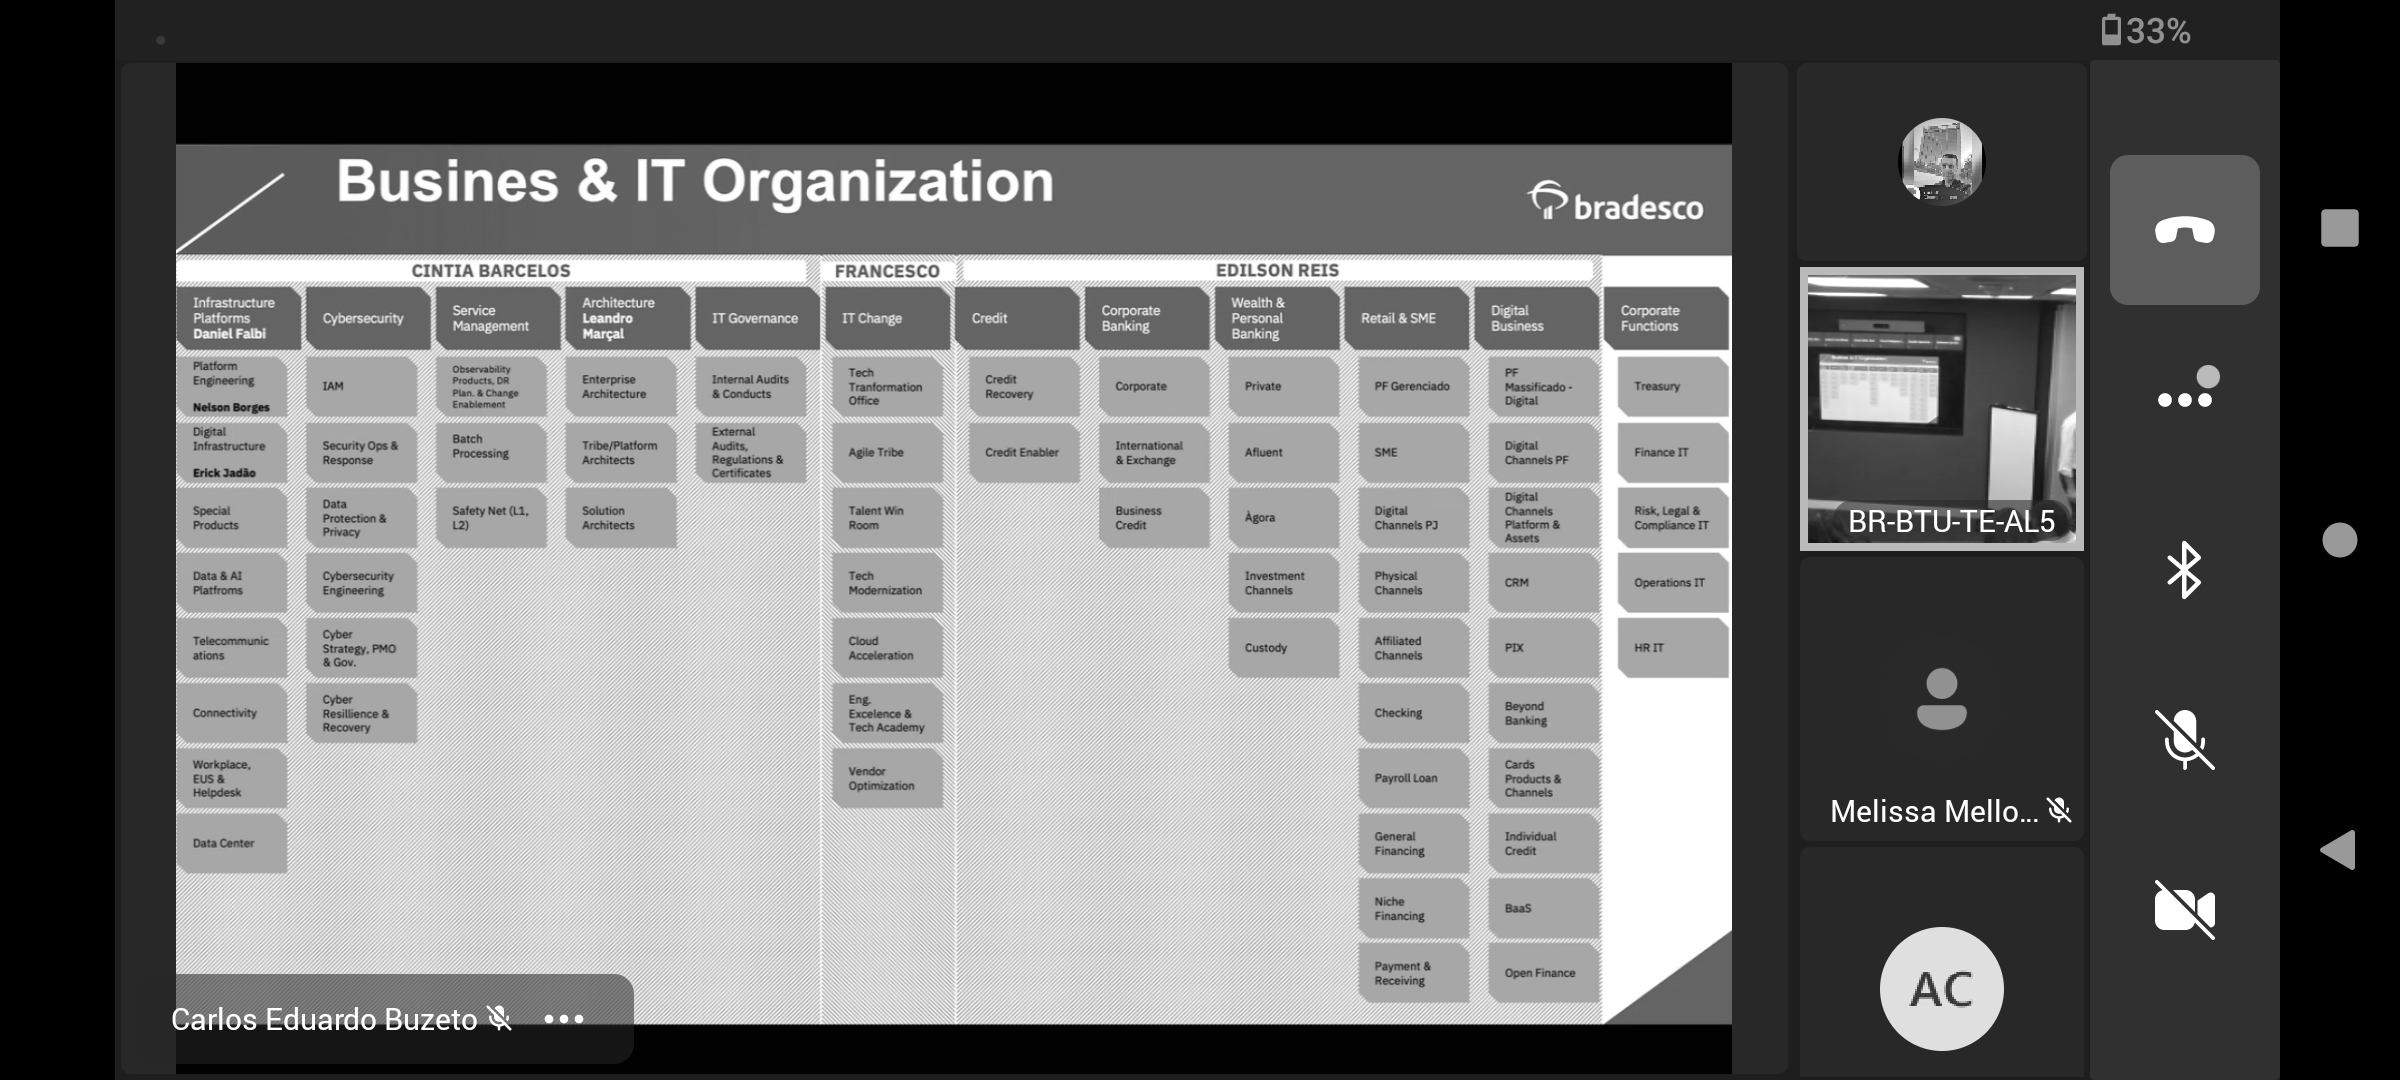 33%
Busines & IT Organization
bradesco
CINTIA BARCELOS
FRANCESCO
EDILSON REIS
Infrastructure
Platforms
Daniel Falbi
Cybersecurity
Service
Management
Architecture
Leandro
Marçal
IT Governance
IT Change
Credit
Corporate
Banking
Wealth &
Personal
Banking
Retail & SME
Digital
Business
Corporate
Functions
Platform
Engineering
Nelson Borges
IAM
Observability
Products, DR
Plan. & Change
Enablement
Enterprise
Architecture
Internal Audits
& Conducts
Tech
Tranformation
Office
Credit
Recovery
Corporate
Private
PF Gerenciado
PF
Massificado -
Digital
Treasury
Digital
Infrastructure
Erick Jadão
Security Ops &
Response
Batch
Processing
Tribe/Platform
Architects
External
Audits,
Regulations &
Certificates
Agile Tribe
Credit Enabler
International
& Exchange
Afluent
SME
Digital
Channels PF
Finance IT
Special
Products
Data
Protection &
Privacy
Safety Net (L1,
L2)
Solution
Architects
Talent Win
Room
Business
Credit
Àgora
Digital
Channels PJ
Digital
Channels
Platform &
Assets
Risk, Legal &
Compliance IT
Data & AI
Platfroms
Cybersecurity
Engineering
Tech
Modernization
Investment
Channels
Physical
Channels
CRM
Operations IT
Telecommunic
ations
Cyber
Strategy, PMO
& Gov.
Cloud
Acceleration
Custody
Affiliated
Channels
PIX
HR IT
Connectivity
Cyber
Resillience &
Recovery
Eng.
Excelence &
Tech Academy
Checking
Beyond
Banking
Workplace,
EUS &
Helpdesk
Vendor
Optimization
Payroll Loan
Cards
Products &
Channels
Data Center
General
Financing
Individual
Credit
Niche
Financing
BaaS
Payment &
Receiving
Open Finance
Carlos Eduardo Buzeto
BR-BTU-TE-AL5
Melissa Mello...
AC